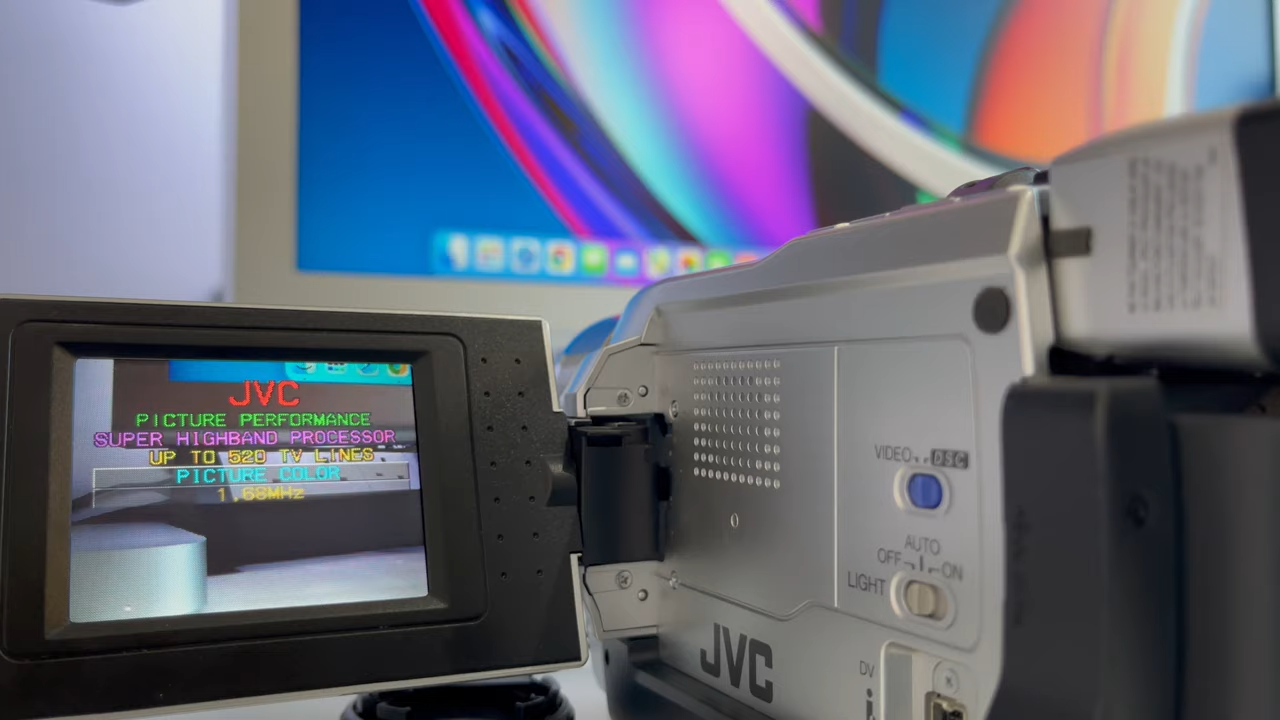 JVC
PICTURE PERFORMANCE
SUPER HIGHBAND PROCESSOR
UP TO 520 TV LINES
PICTURE COLOR
1.68MHz
VIDEO DSC
AUTO
OFF ON
LIGHT
JVC
DV
i